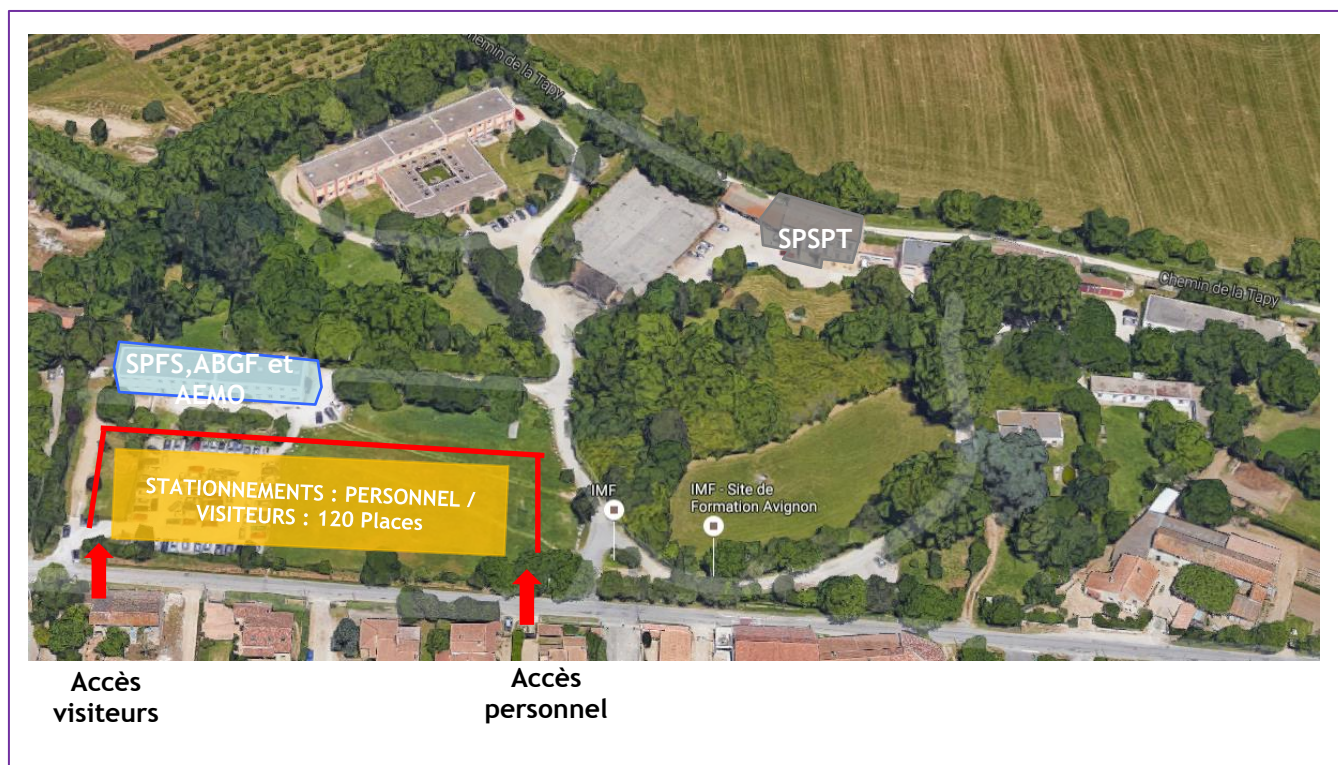 Chemin de la Tapy
SPSPT
Chemin de la Tapy
SPFS,ABGF et
AEMO
STATIONNEMENTS : PERSONNEL /
VISITEURS : 120 Places
IMF
IMF - Site de
Formation Avignon
Accès
visiteurs
Accès
personnel